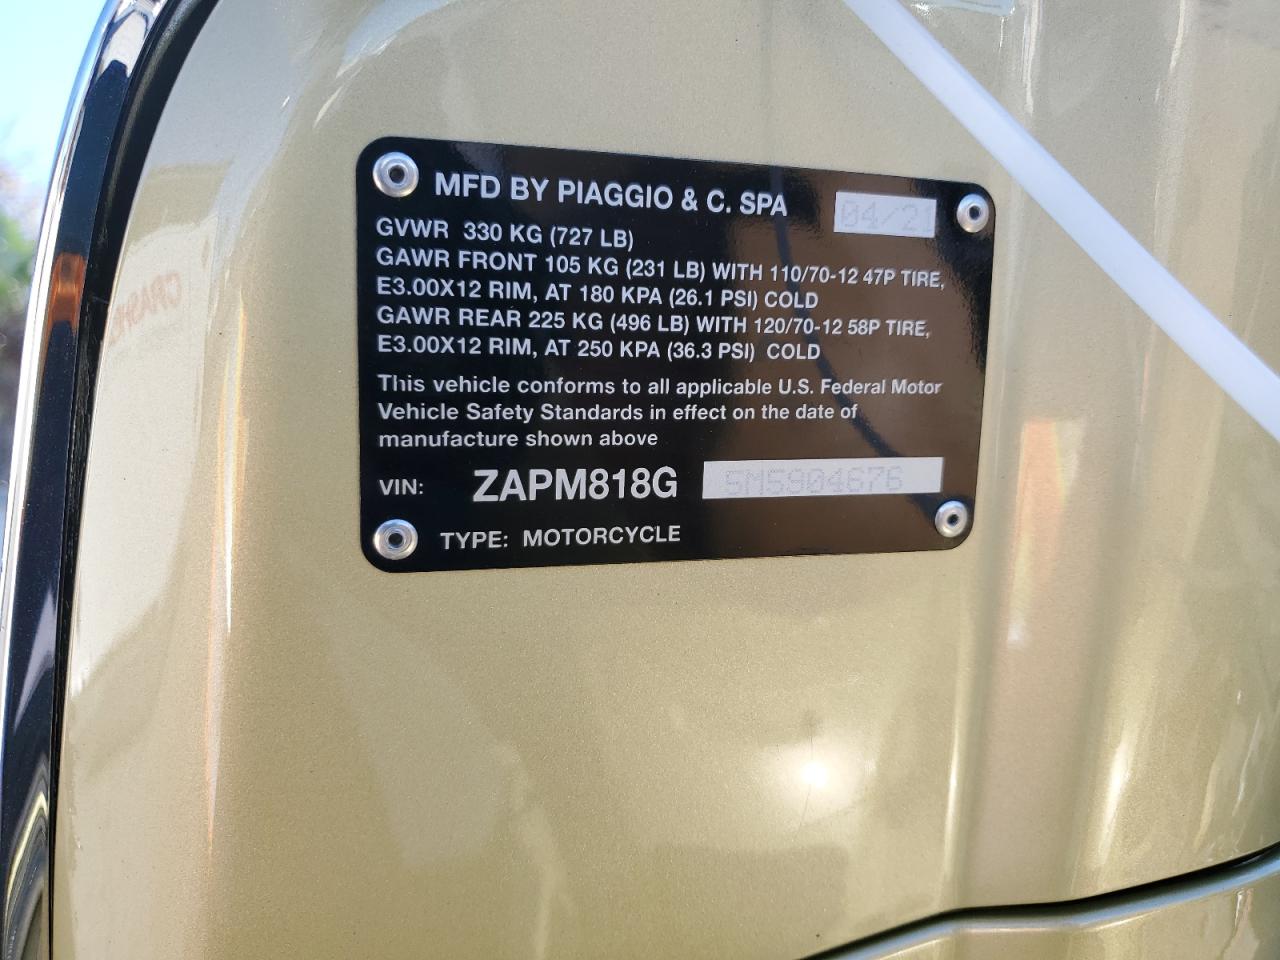 MFD BY PIAGGIO & C. SPA 04/21
GVWR 330 KG (727 LB)
GAWR FRONT 105 KG (231 LB) WITH 110/70-12 47P TIRE,
E3.00X12 RIM, AT 180 KPA (26.1 PSI) COLD
GAWR REAR 225 KG (496 LB) WITH 120/70-12 58P TIRE,
E3.00X12 RIM, AT 250 KPA (36.3 PSI) COLD
This vehicle conforms to all applicable U.S. Federal Motor
Vehicle Safety Standards in effect on the date of
manufacture shown above
VIN: ZAPM818G 5M5904676
TYPE: MOTORCYCLE